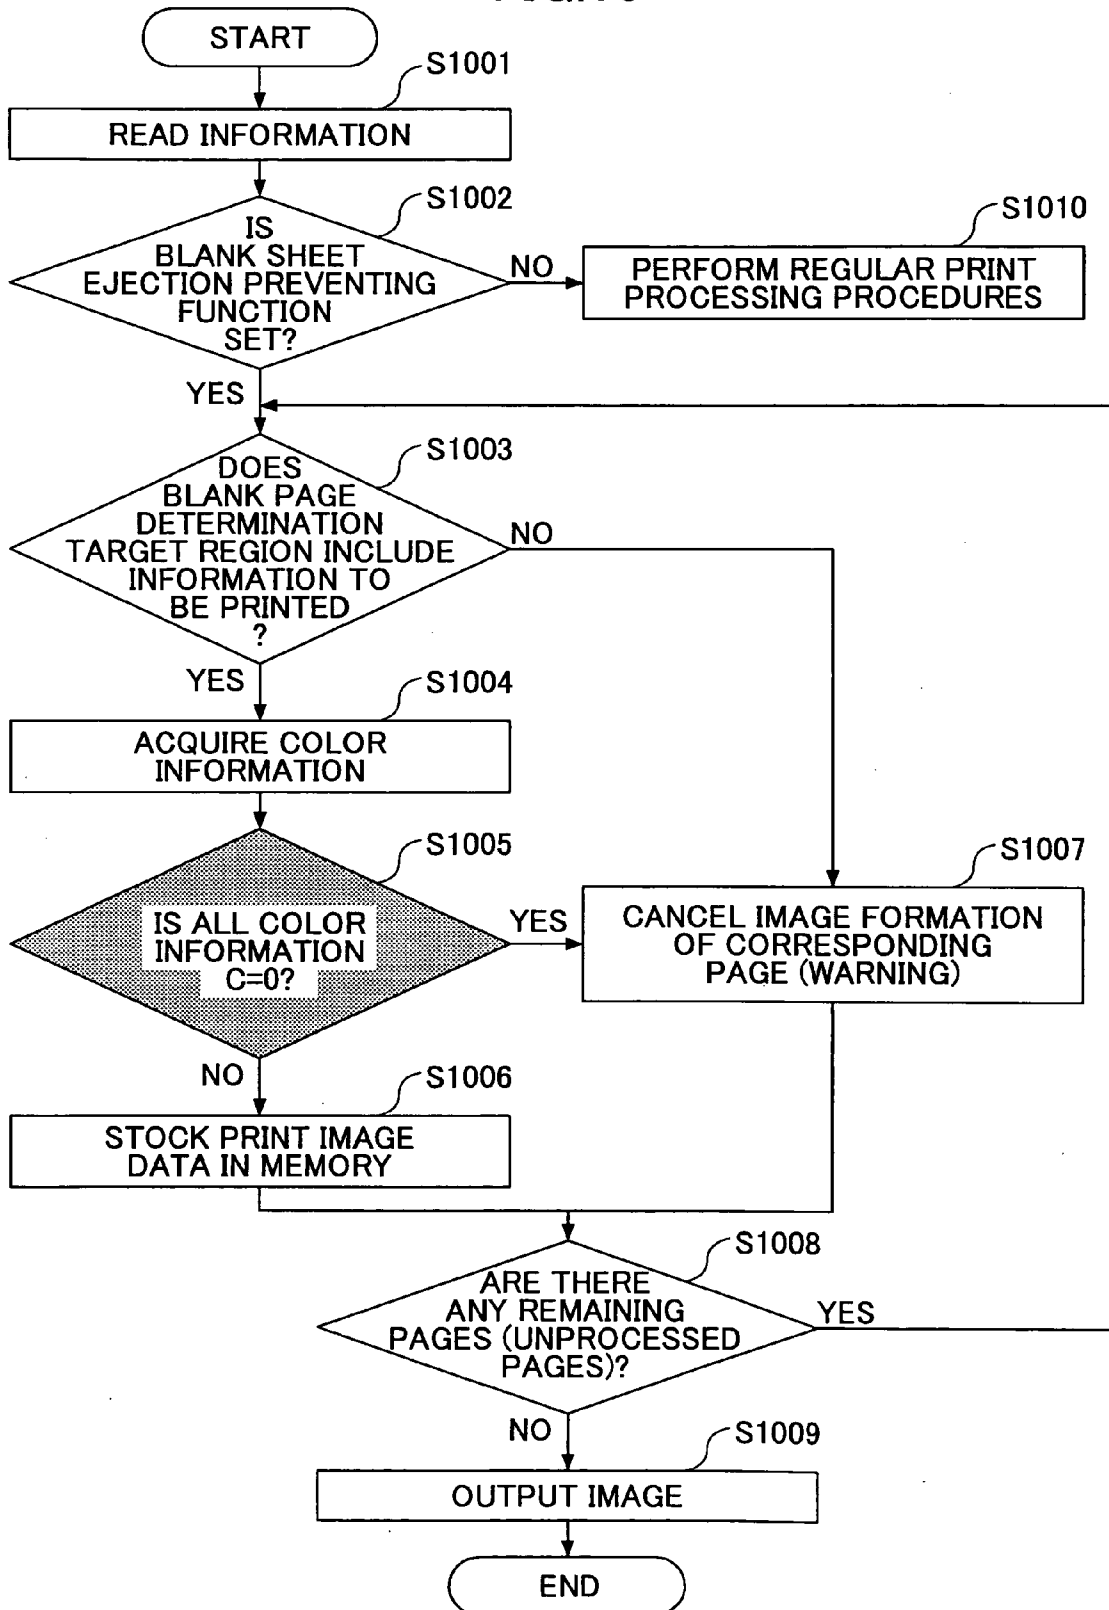 START
S1001
READ INFORMATION
S1002
IS
BLANK SHEET
EJECTION PREVENTING
FUNCTION
SET?
NO
S1010
PERFORM REGULAR PRINT
PROCESSING PROCEDURES
YES
S1003
DOES
BLANK PAGE
DETERMINATION
TARGET REGION INCLUDE
INFORMATION TO
BE PRINTED
?
NO
YES
S1004
ACQUIRE COLOR
INFORMATION
S1005
IS ALL COLOR
INFORMATION
C=0?
YES
S1007
CANCEL IMAGE FORMATION
OF CORRESPONDING
PAGE (WARNING)
NO
S1006
STOCK PRINT IMAGE
DATA IN MEMORY
S1008
ARE THERE
ANY REMAINING
PAGES (UNPROCESSED
PAGES)?
YES
NO
S1009
OUTPUT IMAGE
END